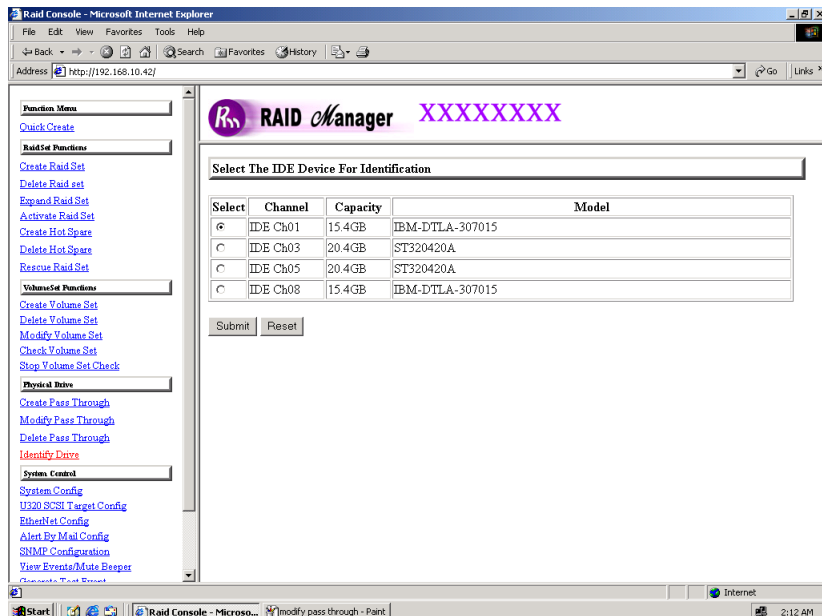 Raid Console - Microsoft Internet Explorer
File Edit View Favorites Tools Help
Back Search Favorites History
Address http://192.168.10.42/ Go Links
Function Menu
Quick Create
RaidSet Functions
Create Raid Set
Delete Raid set
Expand Raid Set
Activate Raid Set
Create Hot Spare
Delete Hot Spare
Rescue Raid Set
VolumeSet Functions
Create Volume Set
Delete Volume Set
Modify Volume Set
Check Volume Set
Stop Volume Set Check
Physical Drive
Create Pass Through
Modify Pass Through
Delete Pass Through
Identify Drive
System Control
System Config
U320 SCSI Target Config
EtherNet Config
Alert By Mail Config
SNMP Configuration
View Events/Mute Beeper
Generate Test Event
Rm RAID Manager XXXXXXXX
Select The IDE Device For Identification
Select Channel Capacity Model
IDE Ch01 15.4GB IBM-DTLA-307015
IDE Ch03 20.4GB ST320420A
IDE Ch05 20.4GB ST320420A
IDE Ch08 15.4GB IBM-DTLA-307015
Submit Reset
Internet
Start Raid Console - Microso... modify pass through - Paint 2:12 AM